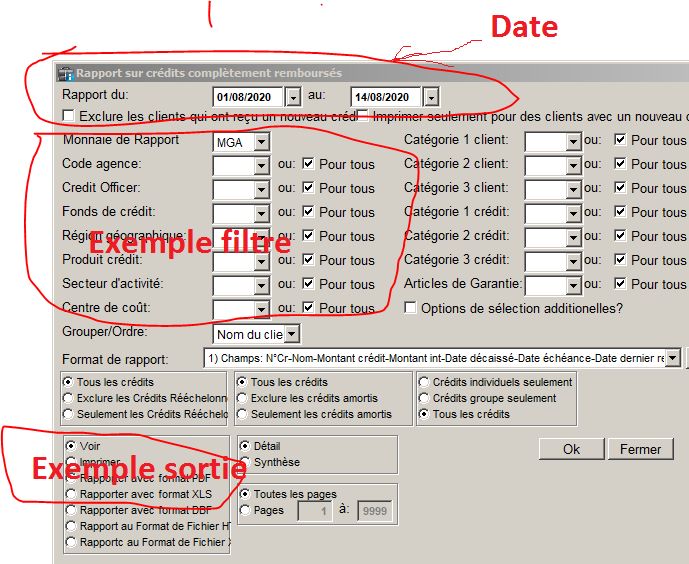 Date
Rapport sur crédits complètement remboursés
Rapport du: 01/08/2020 au: 14/08/2020
Exclure les clients qui ont reçu un nouveau créd Imprimer seulement pour des clients avec un nouveau
Monnaie de Rapport MGA Catégorie 1 client: ou: Pour tous
Code agence: ou: Pour tous Catégorie 2 client: ou: Pour tous
Credit Officer: ou: Pour tous Catégorie 3 client: ou: Pour tous
Fonds de crédit: ou: Pour tous Catégorie 1 crédit: ou: Pour tous
Région géographique: ou: Pour tous Catégorie 2 crédit: ou: Pour tous
Exemple filtre
Produit crédit: ou: Pour tous Catégorie 3 crédit: ou: Pour tous
Secteur d'activité: ou: Pour tous Articles de Garantie: ou: Pour tous
Centre de coût: ou: Pour tous Options de sélection additionelles?
Grouper/Ordre: Nom du clie
Format de rapport: 1) Champs: N°Cr-Nom-Montant crédit-Montant int-Date décaissé-Date échéance-Date dernier re
Tous les crédits Tous les crédits Crédits individuels seulement
Exclure les Crédits Rééchelonn Exclure les crédits amortis Crédits groupe seulement
Seulement les Crédits Rééchelo Seulement les crédits amortis Tous les crédits
Voir Détail Ok Fermer
Imprimer Synthèse
Exemple sortie
Rapporter avec format PDF
Rapporter avec format XLS Toutes les pages
Rapporter avec format DBF Pages 1 à: 9999
Rapport au Format de Fichier H
Rapportc au Format de Fichier